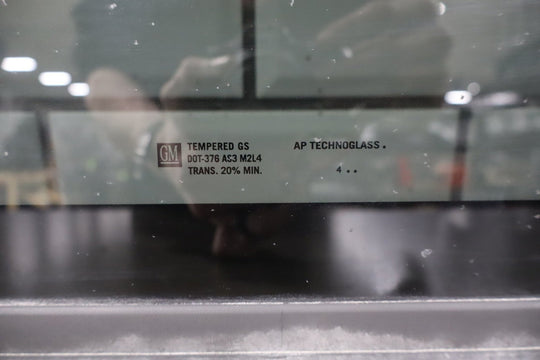 GM
TEMPERED GS
DOT-376 AS3 M2L4
TRANS. 20% MIN.
AP TECHNOGLASS.
4 ..